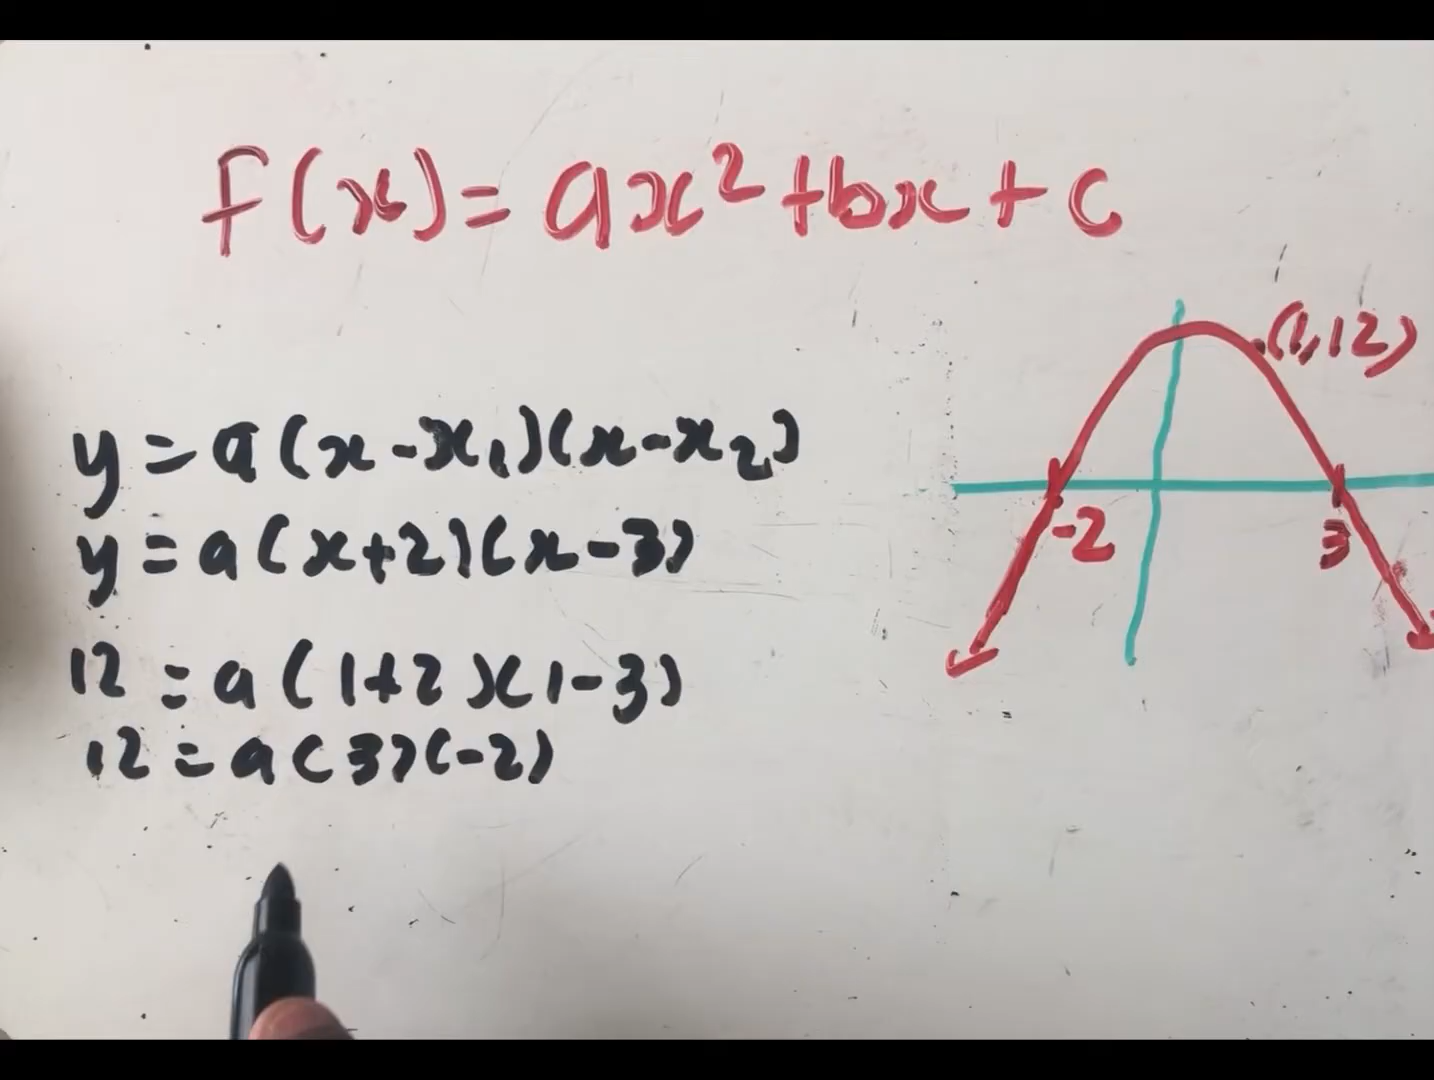 f(x) = ax² + bx + c
(1,12)
y = a(x - x₁)(x - x₂)
y = a(x+2)(x-3)
-2
3
12 = a(1+2)(1-3)
12 = a(3)(-2)